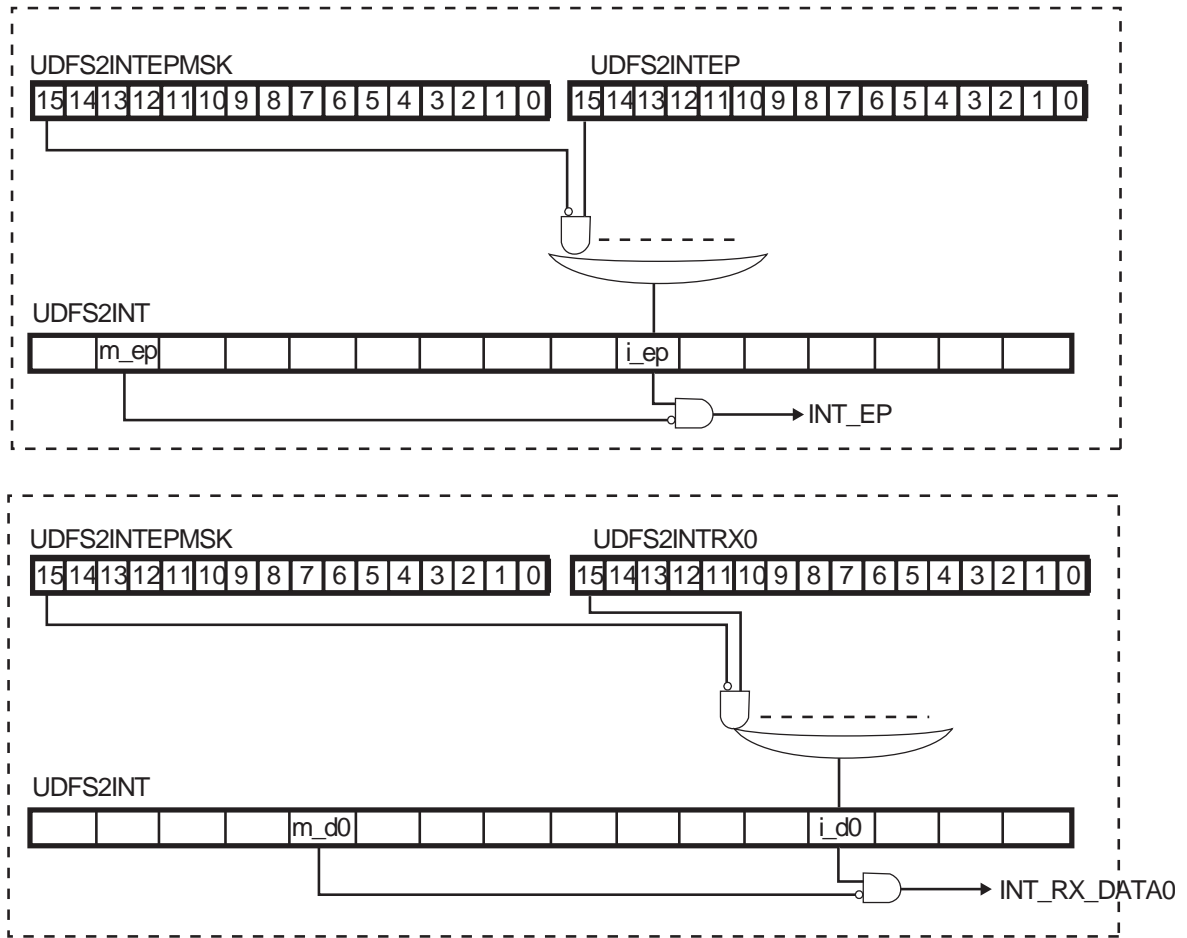 UDFS2INTEPMSK UDFS2INTEP
15 14 13 12 11 10 9 8 7 6 5 4 3 2 1 0 15 14 13 12 11 10 9 8 7 6 5 4 3 2 1 0
UDFS2INT
m_ep i_ep
INT_EP
UDFS2INTEPMSK UDFS2INTRX0
15 14 13 12 11 10 9 8 7 6 5 4 3 2 1 0 15 14 13 12 11 10 9 8 7 6 5 4 3 2 1 0
UDFS2INT
m_d0 i_d0
INT_RX_DATA0